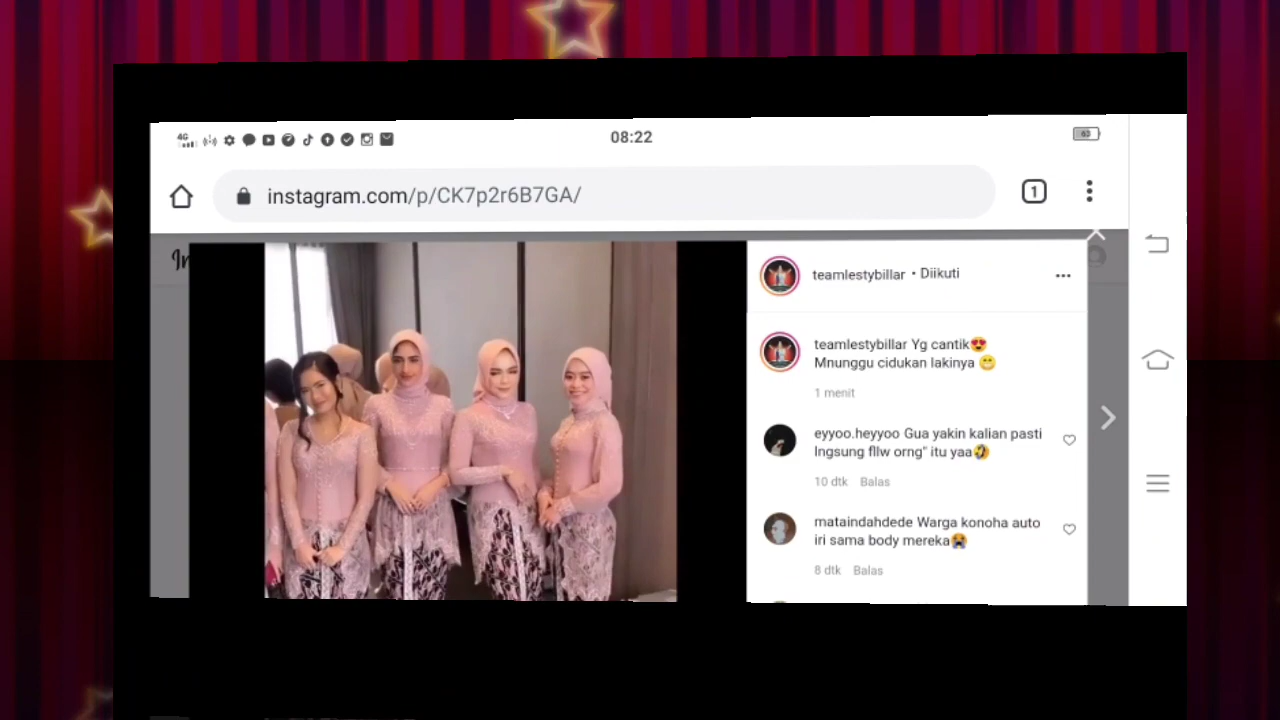 4G
08:22
63
instagram.com/p/CK7p2r6B7GA/
1
teamlestybillar • Diikuti
teamlestybillar Yg cantik😍
Mnunggu cidukan lakinya 😁
1 menit
eyyoo.heyyoo Gua yakin kalian pasti
lngsung fllw orng" itu yaa🤣
10 dtk Balas
mataindahdede Warga konoha auto
iri sama body mereka😭
8 dtk Balas